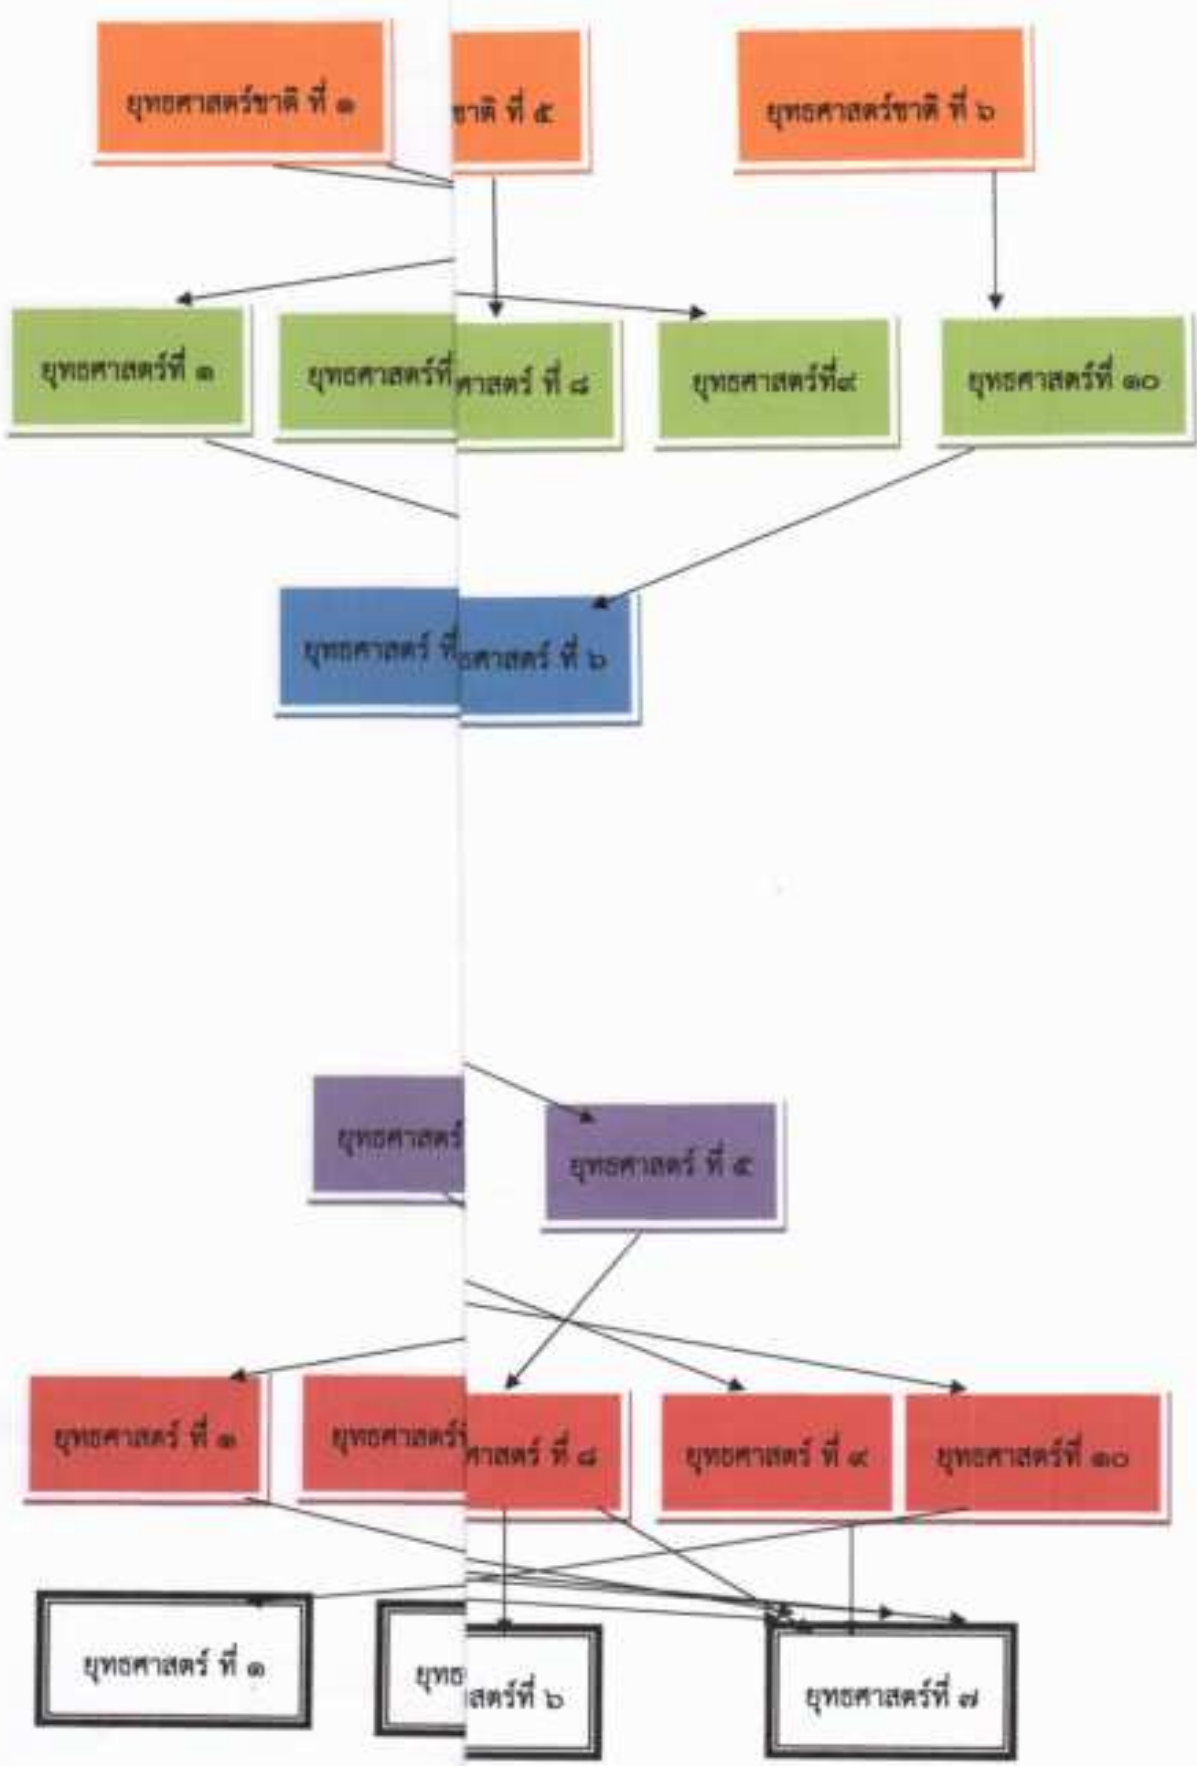 ยุทธศาสตร์ชาติ ที่ ๑
ชาติ ที่ ๕
ยุทธศาสตร์ชาติ ที่ ๖
ยุทธศาสตร์ที่ ๑
ยุทธศาสตร์ที่
ศาสตร์ ที่ ๘
ยุทธศาสตร์ที่๙
ยุทธศาสตร์ที่ ๑๐
ยุทธศาสตร์ ที่
ธศาสตร์ ที่ ๖
ยุทธศาสตร์
ยุทธศาสตร์ ที่ ๕
ยุทธศาสตร์ ที่ ๑
ยุทธศาสตร์
ศาสตร์ ที่ ๘
ยุทธศาสตร์ ที่ ๙
ยุทธศาสตร์ที่ ๑๐
ยุทธศาสตร์ ที่ ๑
ยุทธ
สตร์ที่ ๖
ยุทธศาสตร์ที่ ๗